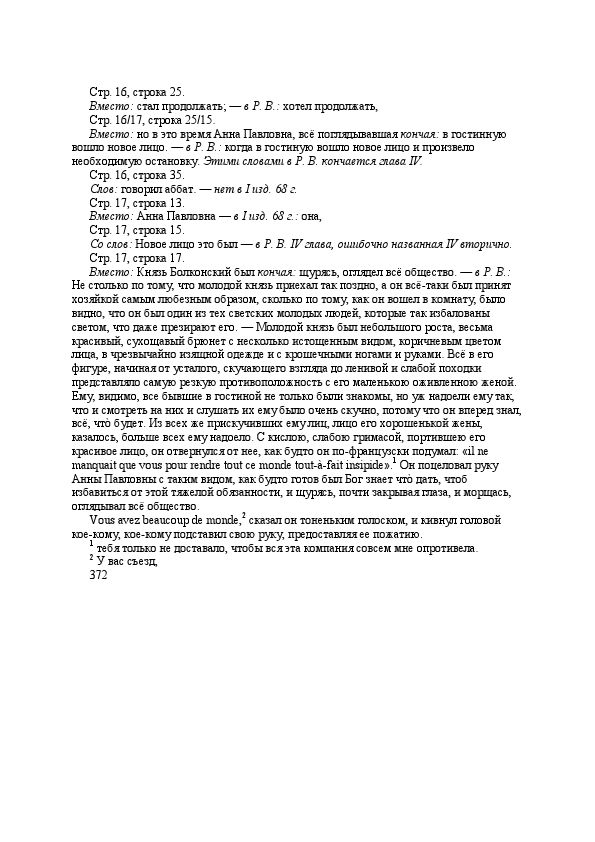 Стр. 16, строка 25.
Вместо: стал продолжать; — в Р. В.: хотел продолжать,
Стр. 16/17, строка 25/15.
Вместо: но в это время Анна Павловна, всё поглядывавшая кончая: в гостинную
вошло новое лицо. — в Р. В.: когда в гостиную вошло новое лицо и произвело
необходимую остановку. Этими словами в Р. В. кончается глава IV.
Стр. 16, строка 35.
Слов: говорил аббат. — нет в I изд. 68 г.
Стр. 17, строка 13.
Вместо: Анна Павловна — в I изд. 68 г.: она,
Стр. 17, строка 15.
Со слов: Новое лицо это был — в Р. В. IV глава, ошибочно названная IV вторично.
Стр. 17, строка 17.
Вместо: Князь Болконский был кончая: щурясь, оглядел всё общество. — в Р. В.:
Не столько по тому, что молодой князь приехал так поздно, а он всё-таки был принят
хозяйкой самым любезным образом, сколько по тому, как он вошел в комнату, было
видно, что он был один из тех светских молодых людей, которые так избалованы
светом, что даже презирают его. — Молодой князь был небольшого роста, весьма
красивый, сухощавый брюнет с несколько истощенным видом, коричневым цветом
лица, в чрезвычайно изящной одежде и с крошечными ногами и руками. Всё в его
фигуре, начиная от усталого, скучающего взгляда до ленивой и слабой походки
представляло самую резкую противоположность с его маленькою оживленною женой.
Ему, видимо, все бывшие в гостиной не только были знакомы, но уж надоели ему так,
что и смотреть на них и слушать их ему было очень скучно, потому что он вперед знал,
всё, чтò будет. Из всех же прискучивших ему лиц, лицо его хорошенькой жены,
казалось, больше всех ему надоело. С кислою, слабою гримасой, портившею его
красивое лицо, он отвернулся от нее, как будто он по-французски подумал: «il ne
manquait que vous pour rendre tout ce monde tout-à-fait insipide».1 Он поцеловал руку
Анны Павловны с таким видом, как будто готов был Бог знает чтò дать, чтоб
избавиться от этой тяжелой обязанности, и щурясь, почти закрывая глаза, и морщась,
оглядывал всё общество.
Vous avez beaucoup de monde,2 сказал он тоненьким голоском, и кивнул головой
кое-кому, кое-кому подставил свою руку, предоставляя ее пожатию.
1 тебя только не доставало, чтобы вся эта компания совсем мне опротивела.
2 У вас съезд,
372